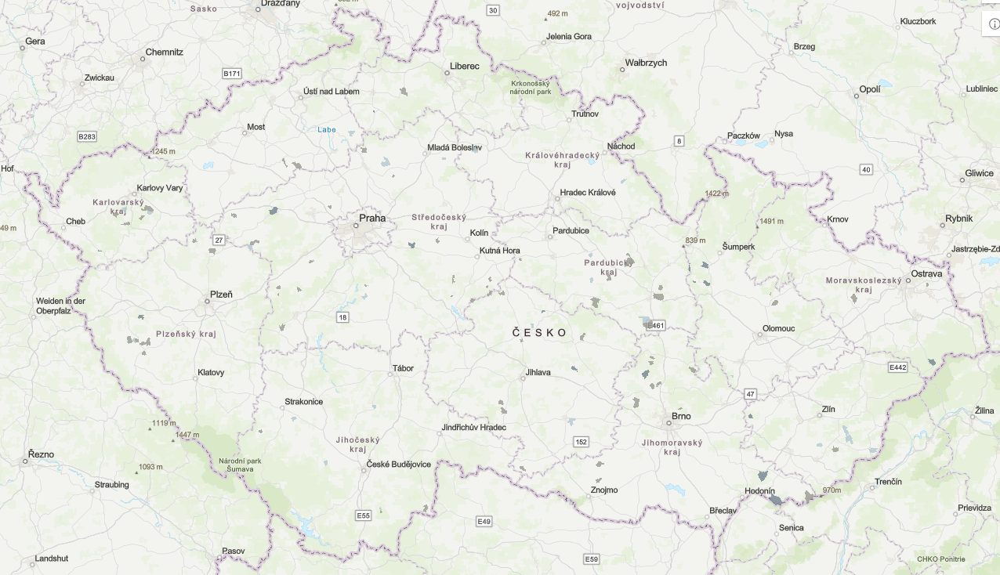 Drážďany
Sasko
30
492 m
vojvodství
Kluczbork
Gera
Jelenia Gora
Brzeg
Chemnitz
Liberec
Wałbrzych
Zwickau
B171
Krkonošský
národní park
Opolí
Lubliniec
Ústí nad Labem
Trutnov
Most
Labe
B283
Paczków
Nysa
8
1245 m
Mladá Boleslav
Náchod
Královéhradecký
kraj
Hof
40
Gliwice
Karlovy Vary
Karlovarský
kraj
Hradec Králové
1422 m
Cheb
Praha
Středočeský
kraj
1491 m
Krnov
Rybnik
49 m
27
Kolín
Pardubice
839 m
Šumperk
Kutná Hora
Jastrzębie-Zd
Pardubický
kraj
Moravskoslezský
kraj
Ostrava
Plzeň
Weiden in der
Oberpfalz
18
E461
Plzeňský kraj
ČESKO
Olomouc
Klatovy
Tábor
Jihlava
E442
Strakonice
47
Zlín
Žilina
1119 m
1447 m
Jindřichův Hradec
Brno
Jihočeský
kraj
152
Jihomoravský
kraj
Řezno
Národní park
Šumava
České Budějovice
1093 m
Straubing
Znojmo
Hodonín
970m
Trenčín
E55
E49
Břeclav
Prievidza
Senica
Pasov
Landshut
E59
CHKO Ponitrie